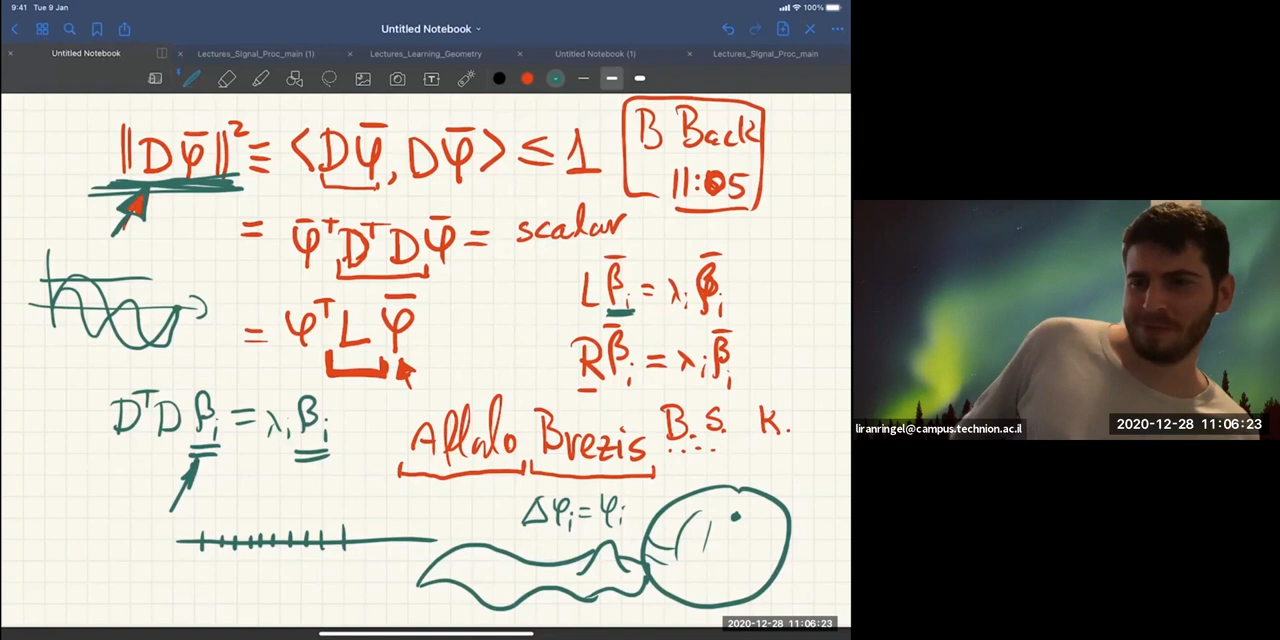 9:41 Tue 9 Jan
100%
Untitled Notebook
Untitled Notebook
Lectures_Signal_Proc_main (1)
Lectures_Learning_Geometry
Untitled Notebook (1)
Lectures_Signal_Proc_main
‖Dφ̄‖² ≡ ⟨Dφ̄, Dφ̄⟩ ≤ 1
B Back
11:05
= φ̄ᵀDᵀDφ̄ = scalar
Lβ̄ᵢ = λᵢβ̄ᵢ
= φᵀLφ̄
Rβ̄ᵢ = λᵢβ̄ᵢ
DᵀDβᵢ = λᵢβᵢ
Aflalo Brezis B. S. K.
Δφᵢ = φᵢ
liranringel@campus.technion.ac.il
2020-12-28 11:06:23
2020-12-28 11:06:23